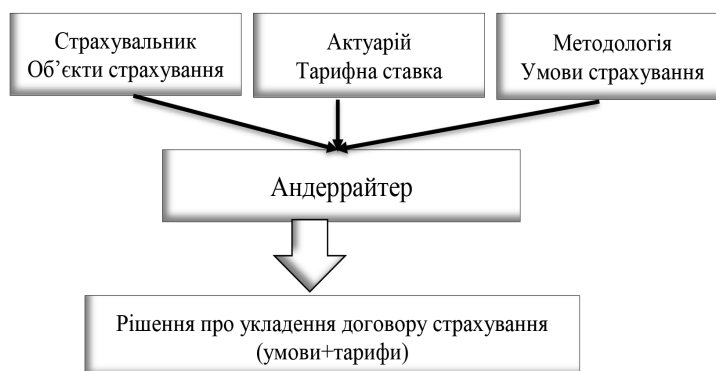 Страхувальник
Об’єкти страхування
Актуарій
Тарифна ставка
Методологія
Умови страхування
Андеррайтер
Рішення про укладення договору страхування
(умови+тарифи)